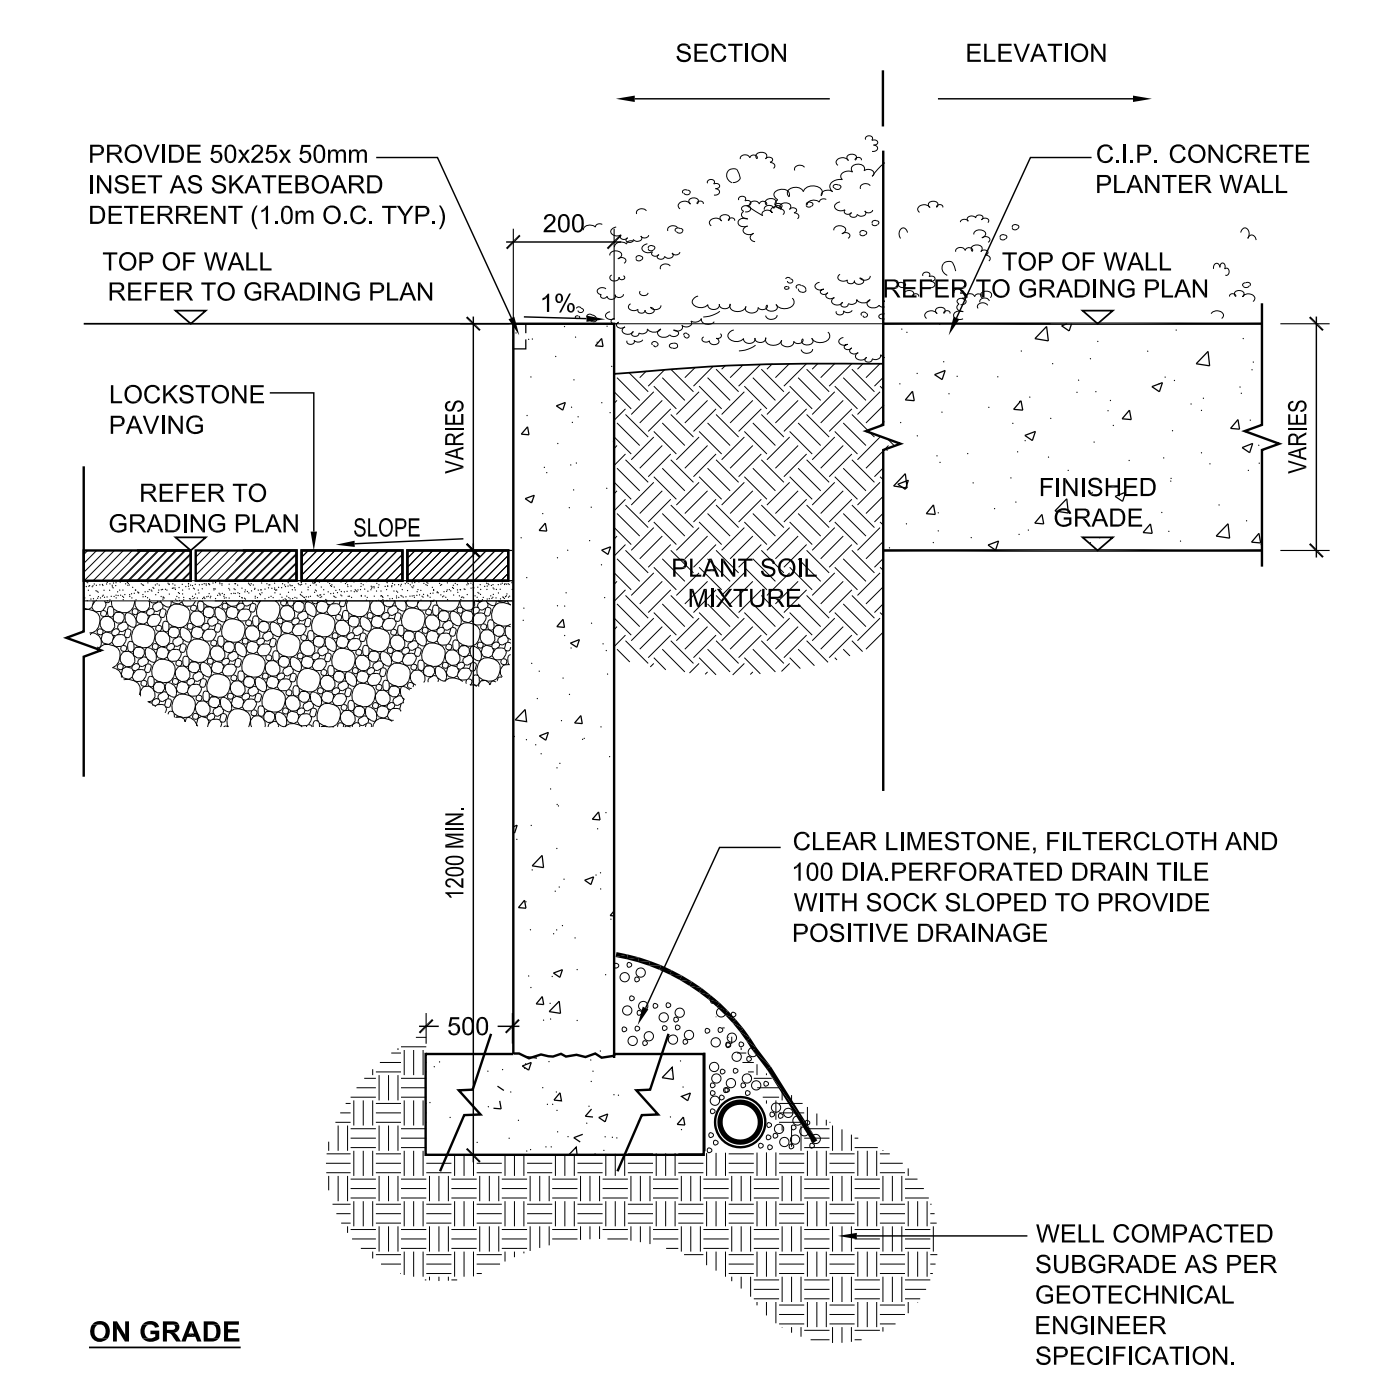 SECTION
ELEVATION
PROVIDE 50x25x 50mm
INSET AS SKATEBOARD
DETERRENT (1.0m O.C. TYP.)
C.I.P. CONCRETE
PLANTER WALL
200
TOP OF WALL
REFER TO GRADING PLAN
TOP OF WALL
REFER TO GRADING PLAN
1%
LOCKSTONE
PAVING
VARIES
VARIES
REFER TO
GRADING PLAN
SLOPE
FINISHED
GRADE
PLANT SOIL
MIXTURE
1200 MIN.
CLEAR LIMESTONE, FILTERCLOTH AND
100 DIA.PERFORATED DRAIN TILE
WITH SOCK SLOPED TO PROVIDE
POSITIVE DRAINAGE
500
WELL COMPACTED
SUBGRADE AS PER
GEOTECHNICAL
ENGINEER
SPECIFICATION.
ON GRADE